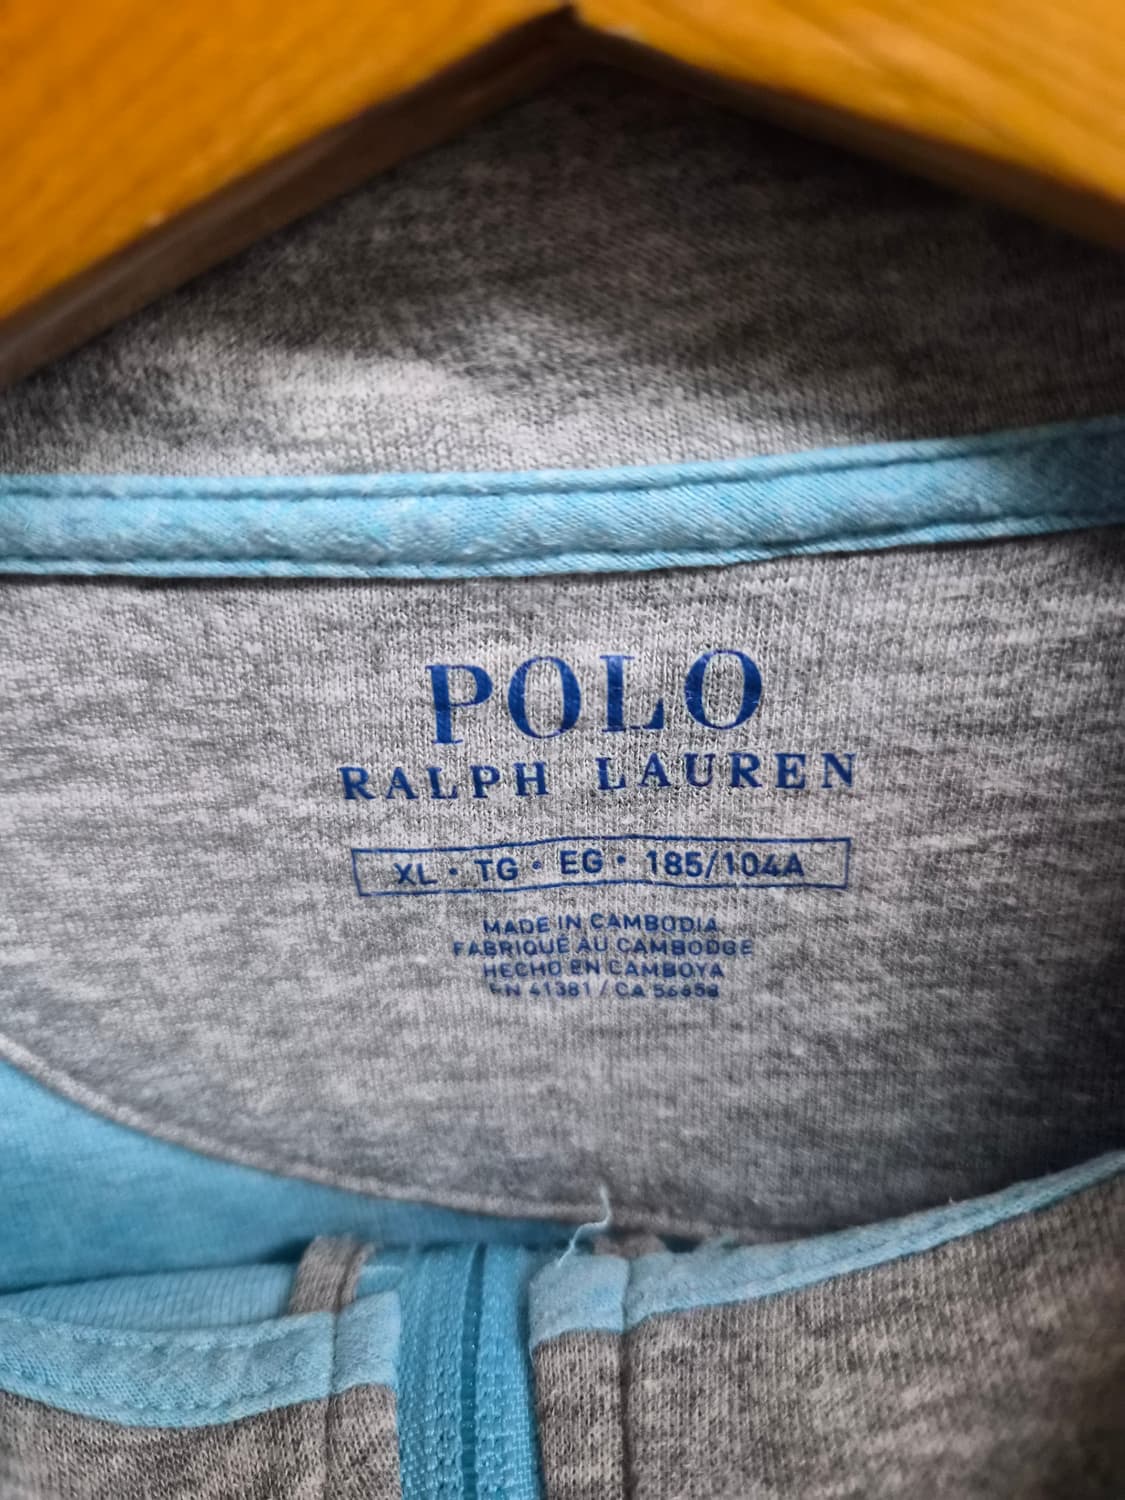 POLO
RALPH LAUREN
XL • TG • EG • 185/104A
MADE IN CAMBODIA
FABRIQUÉ AU CAMBODGE
HECHO EN CAMBOYA
RN 41381 / CA